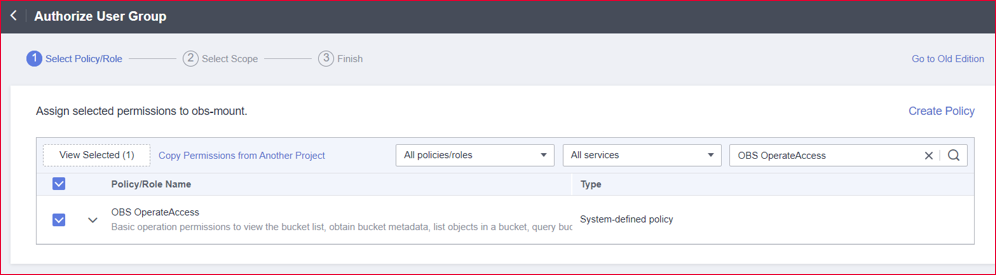 Authorize User Group
1 Select Policy/Role 2 Select Scope 3 Finish Go to Old Edition
Assign selected permissions to obs-mount. Create Policy
View Selected (1) Copy Permissions from Another Project All policies/roles All services OBS OperateAccess
Policy/Role Name Type
OBS OperateAccess
Basic operation permissions to view the bucket list, obtain bucket metadata, list objects in a bucket, query buc
System-defined policy